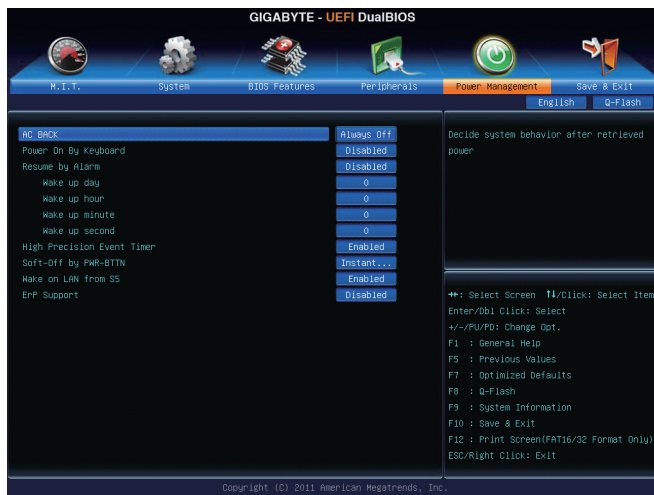 GIGABYTE - UEFI DualBIOS
M.I.T. System BIOS Features Peripherals Power Management Save & Exit
English Q-Flash
AC BACK Always Off
Power On By Keyboard Disabled
Resume by Alarm Disabled
Wake up day 0
Wake up hour 0
Wake up minute 0
Wake up second 0
High Precision Event Timer Enabled
Soft-Off by PWR-BTTN Instant...
Wake on LAN from S5 Enabled
ErP Support Disabled
Decide system behavior after retrieved
power
→←: Select Screen ↑↓/Click: Select Item
Enter/Dbl Click: Select
+/-/PU/PD: Change Opt.
F1 : General Help
F5 : Previous Values
F7 : Optimized Defaults
F8 : Q-Flash
F9 : System Information
F10 : Save & Exit
F12 : Print Screen(FAT16/32 Format Only)
ESC/Right Click: Exit
Copyright (C) 2011 American Megatrends, Inc.